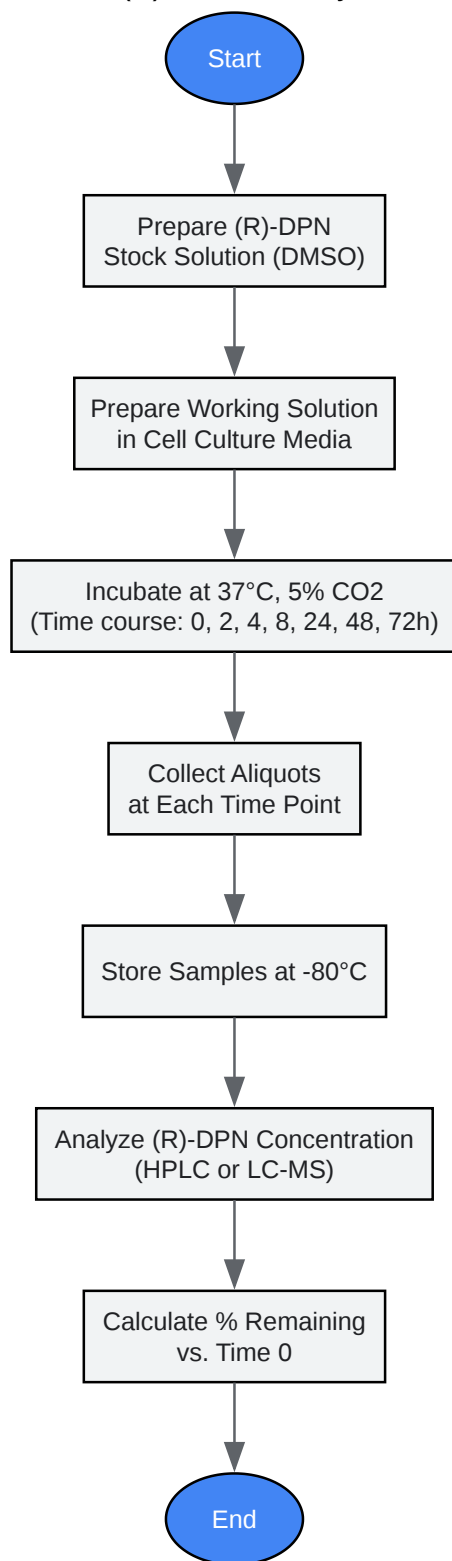 Start
Prepare (R)-DPN
Stock Solution (DMSO)
Prepare Working Solution
in Cell Culture Media
Incubate at 37°C, 5% CO2
(Time course: 0, 2, 4, 8, 24, 48, 72h)
Collect Aliquots
at Each Time Point
Store Samples at -80°C
Analyze (R)-DPN Concentration
(HPLC or LC-MS)
Calculate % Remaining
vs. Time 0
End